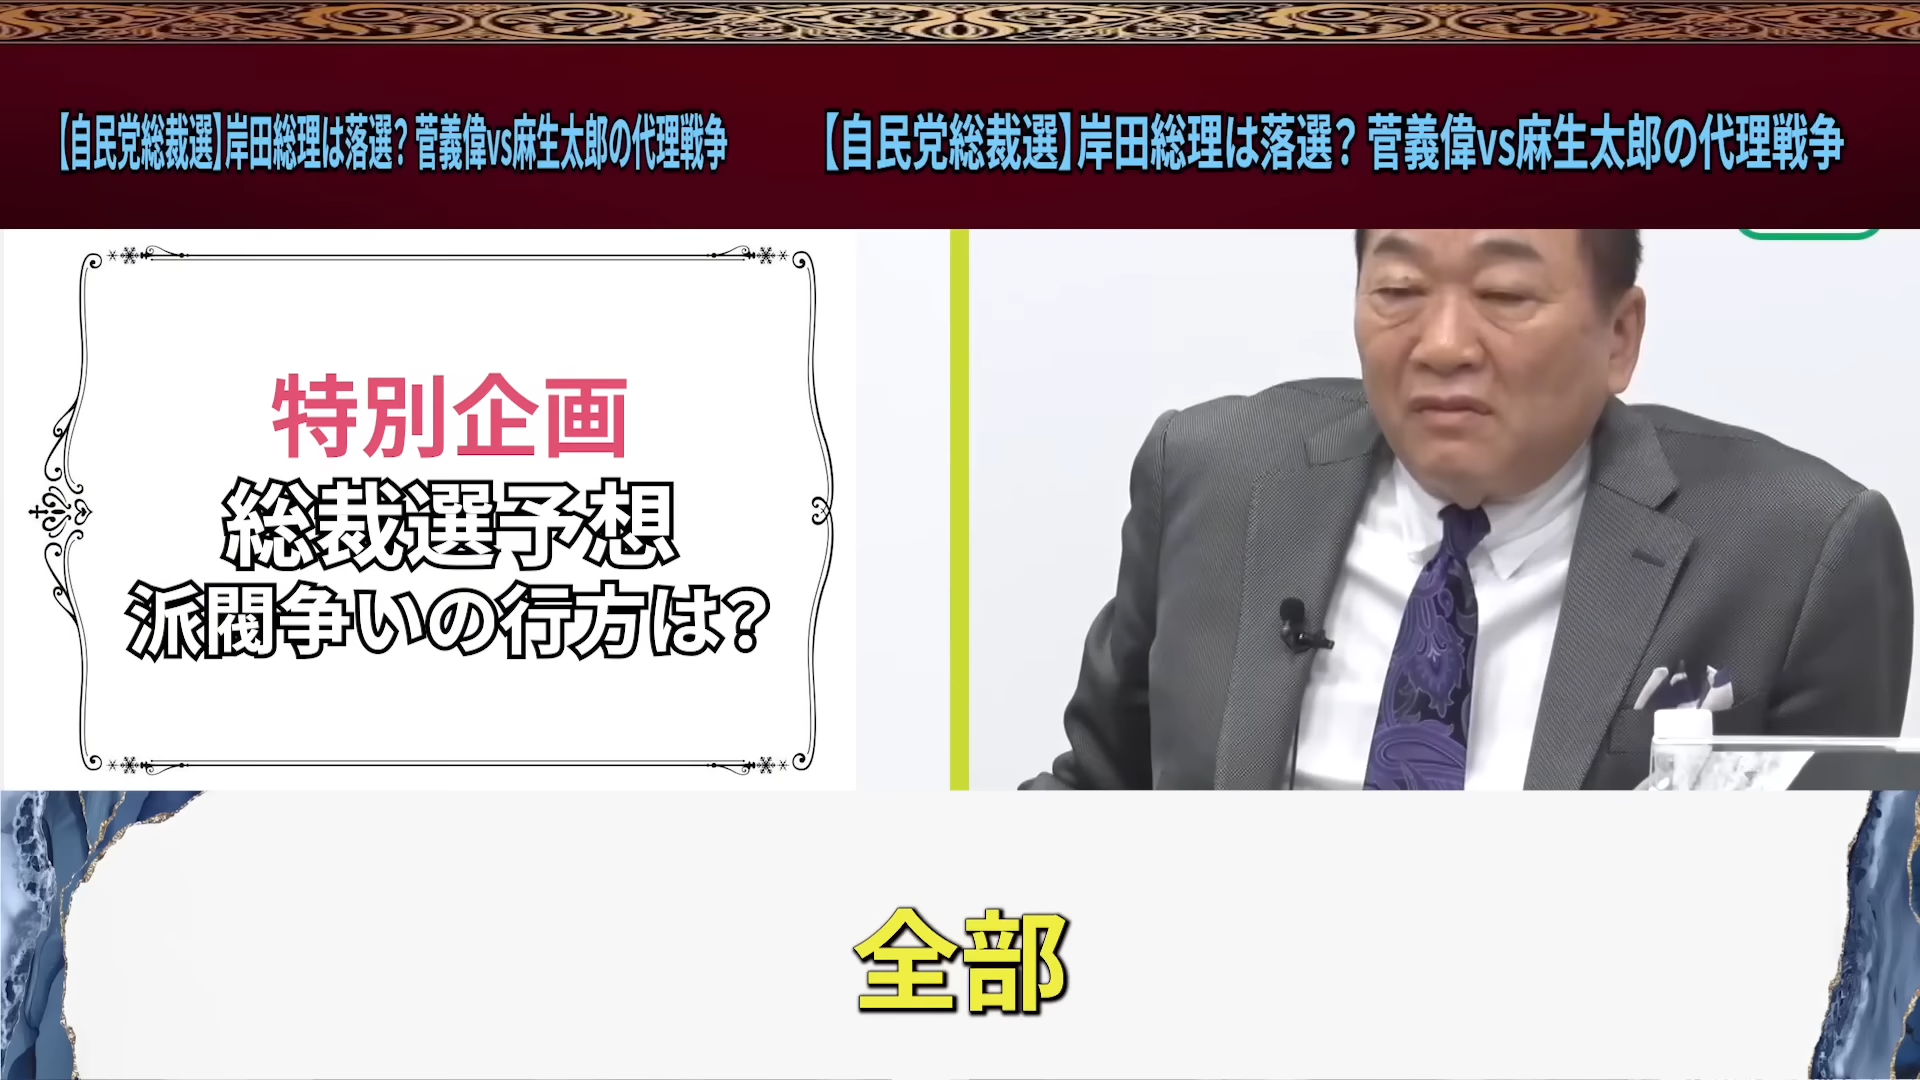 【自民党総裁選】岸田総理は落選？菅義偉vs麻生太郎の代理戦争
【自民党総裁選】岸田総理は落選？菅義偉vs麻生太郎の代理戦争
特別企画
総裁選予想
派閥争いの行方は？
全部